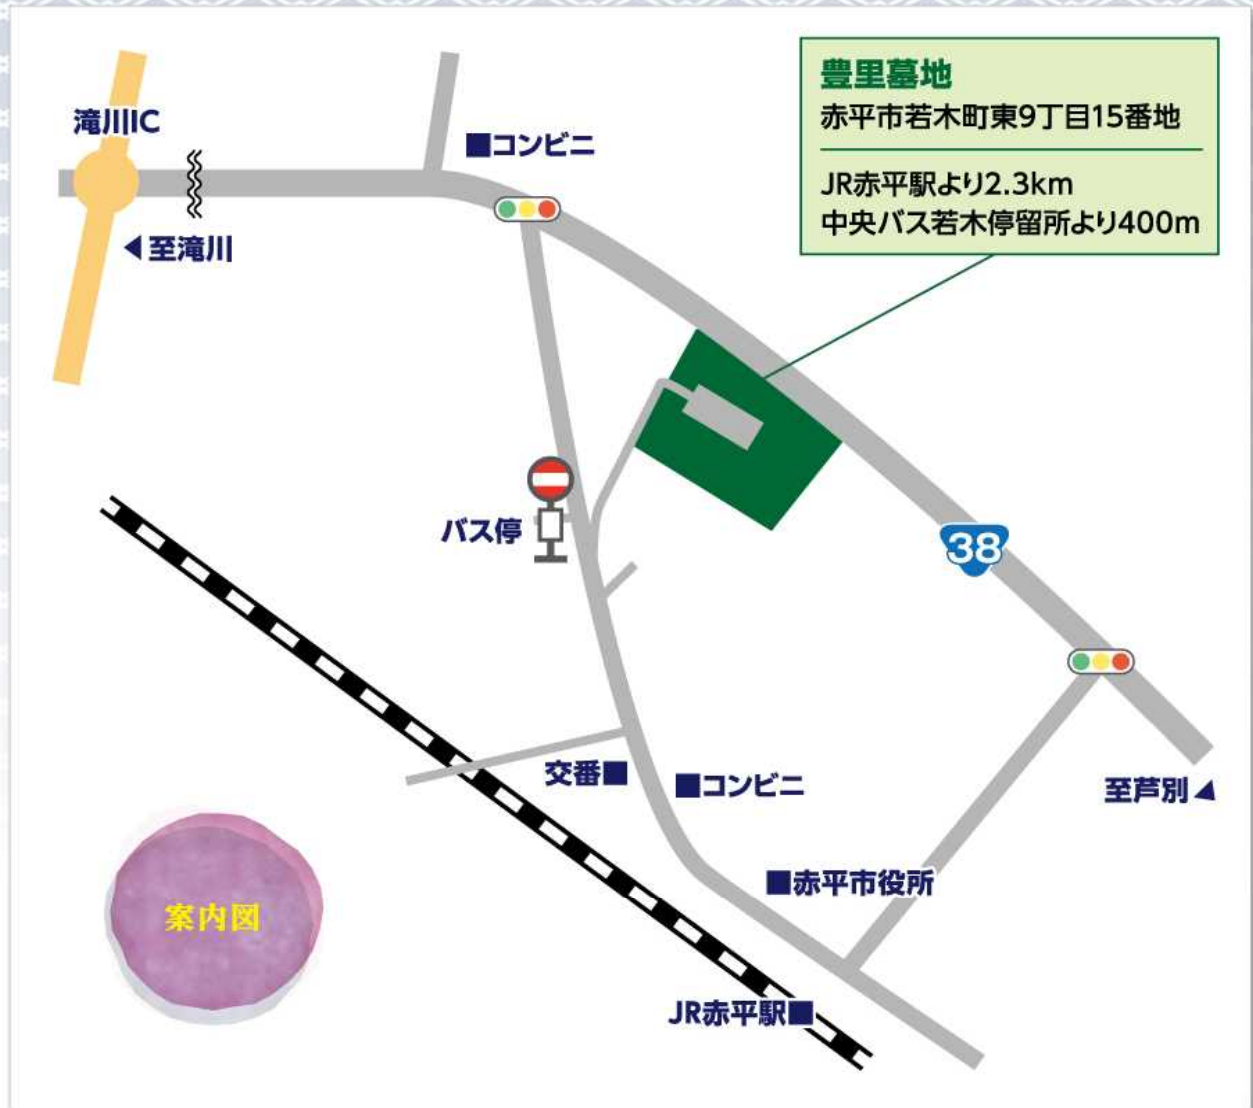 豊里墓地
赤平市若木町東9丁目15番地
JR赤平駅より2.3km
中央バス若木停留所より400m
滝川IC
■コンビニ
◀至滝川
バス停
38
交番■
■コンビニ
至芦別◀
■赤平市役所
案内図
JR赤平駅■